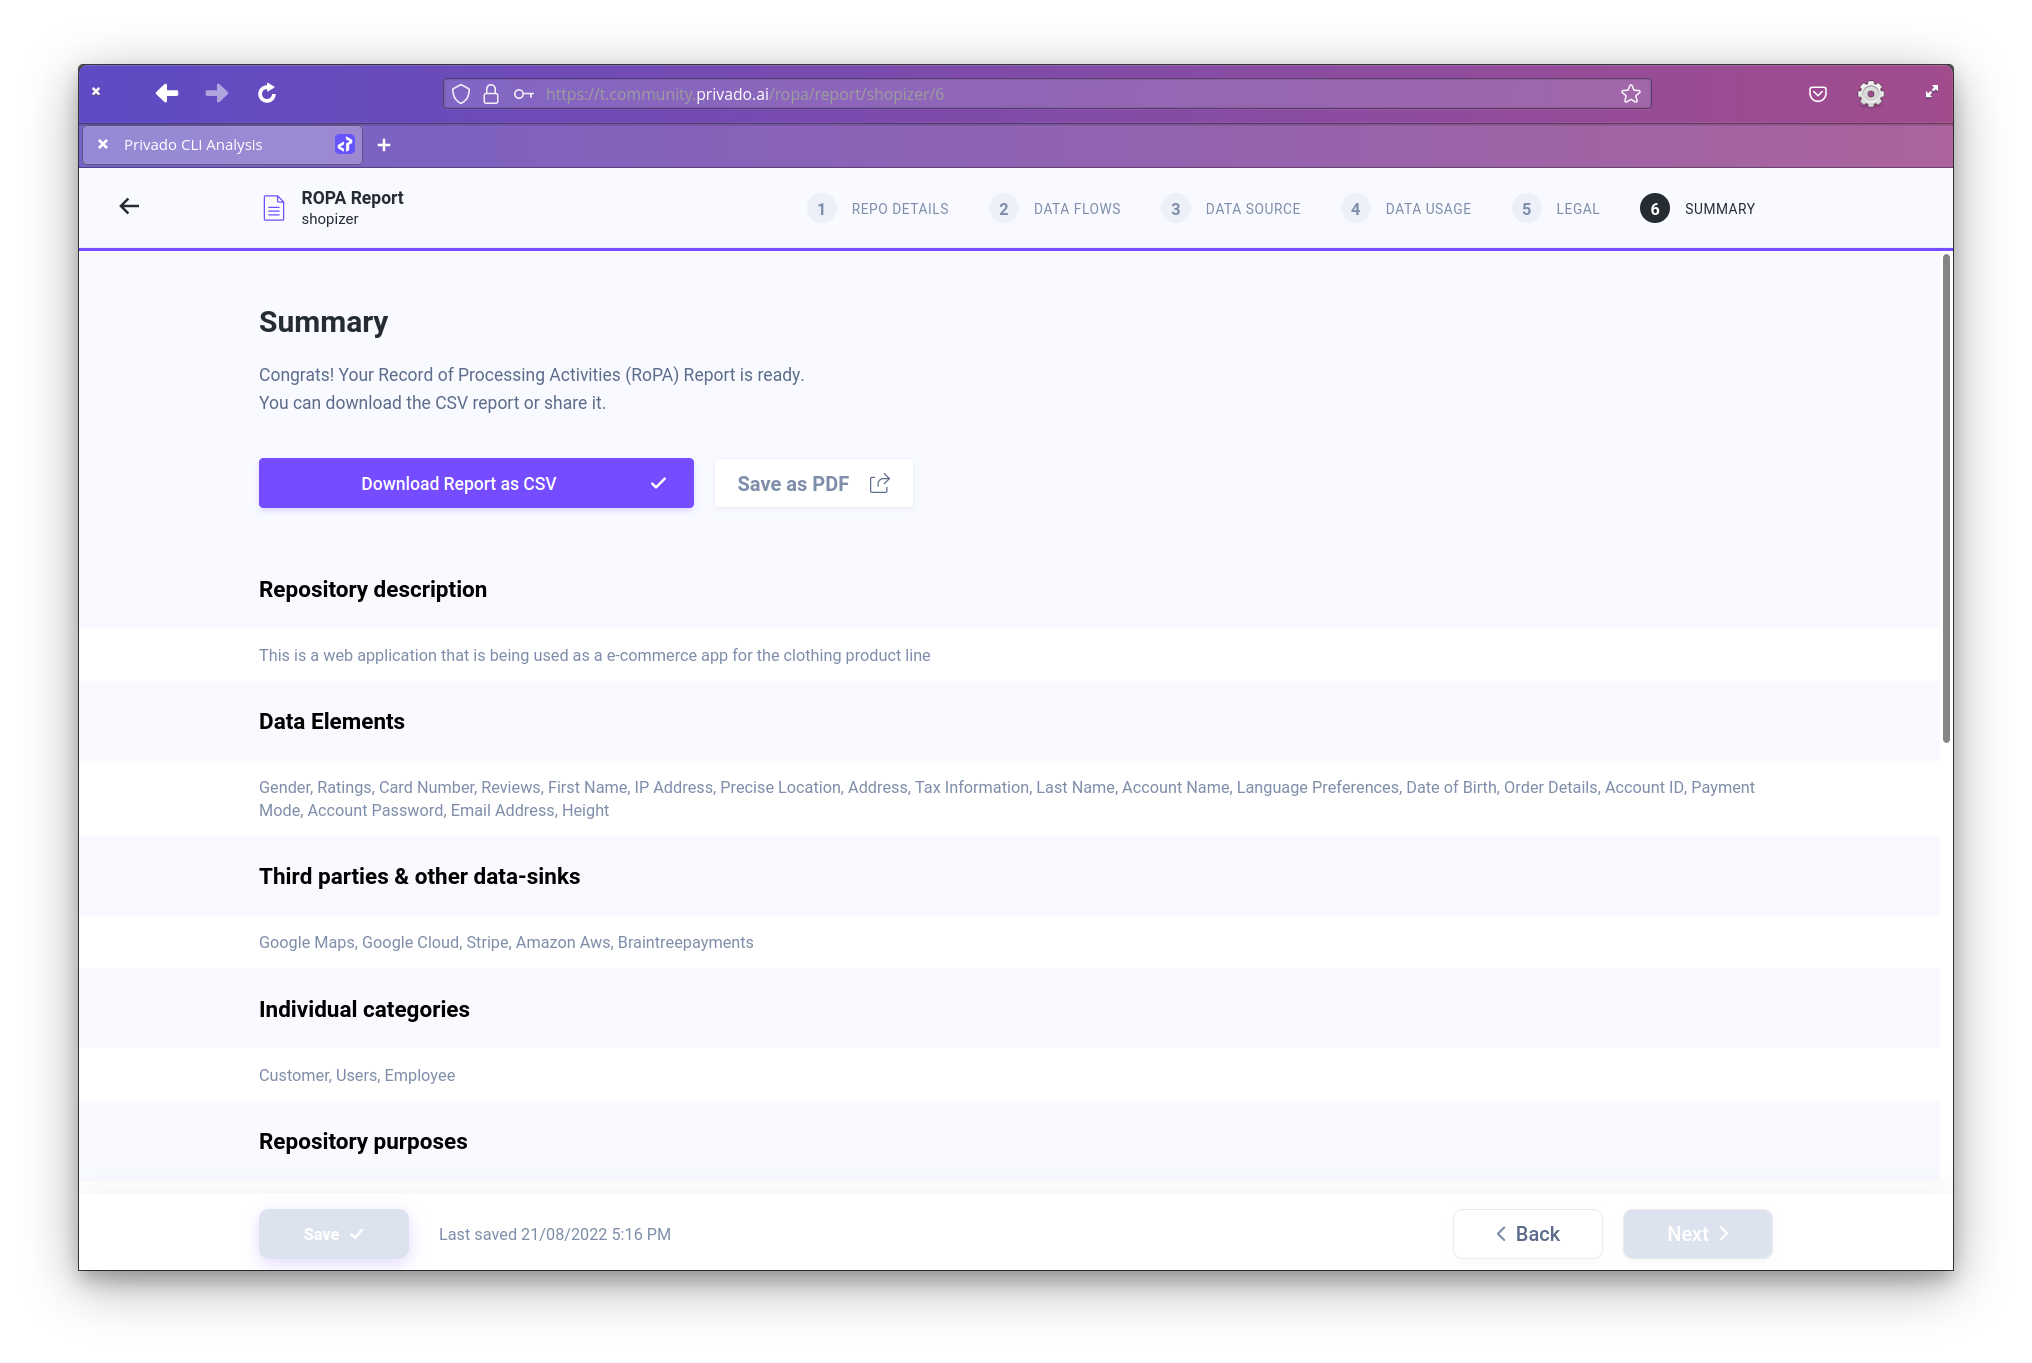 https://t.community.privado.ai/ropa/report/shopizer/6
Privado CLI Analysis
ROPA Report
shopizer
1 REPO DETAILS 2 DATA FLOWS 3 DATA SOURCE 4 DATA USAGE 5 LEGAL 6 SUMMARY
Summary
Congrats! Your Record of Processing Activities (RoPA) Report is ready.
You can download the CSV report or share it.
Download Report as CSV Save as PDF
Repository description
This is a web application that is being used as a e-commerce app for the clothing product line
Data Elements
Gender, Ratings, Card Number, Reviews, First Name, IP Address, Precise Location, Address, Tax Information, Last Name, Account Name, Language Preferences, Date of Birth, Order Details, Account ID, Payment
Mode, Account Password, Email Address, Height
Third parties & other data-sinks
Google Maps, Google Cloud, Stripe, Amazon Aws, Braintreepayments
Individual categories
Customer, Users, Employee
Repository purposes
Save Last saved 21/08/2022 5:16 PM Back Next